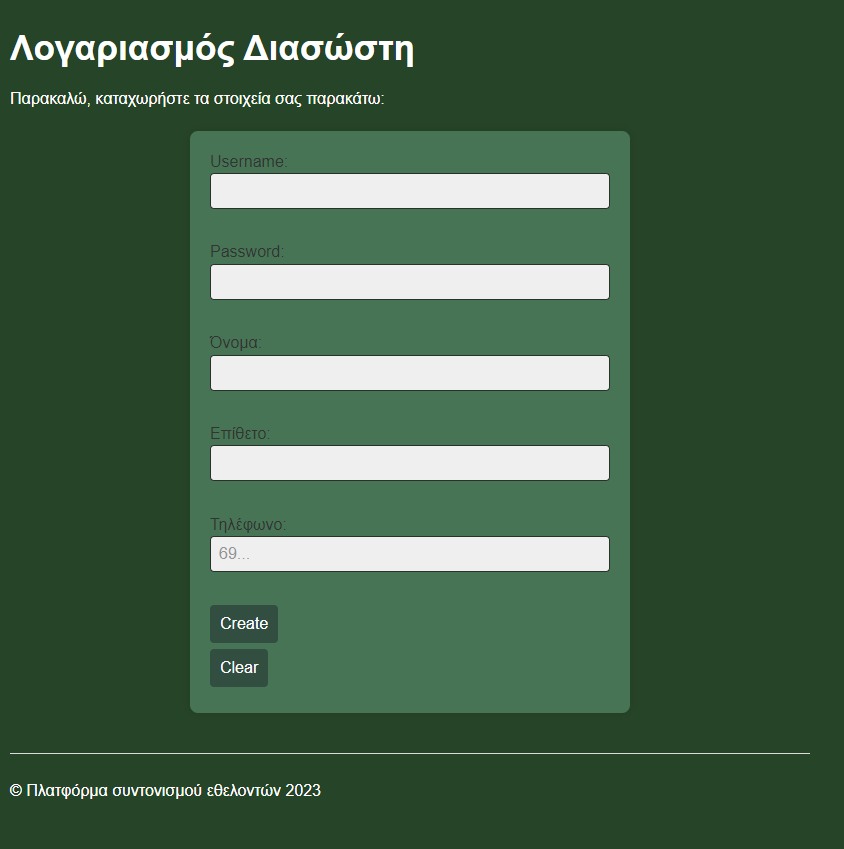 Λογαριασμός Διασώστη
Παρακαλώ, καταχωρήστε τα στοιχεία σας παρακάτω:
Username:
Password:
Όνομα:
Επίθετο:
Τηλέφωνο:
69...
Create
Clear
© Πλατφόρμα συντονισμού εθελοντών 2023